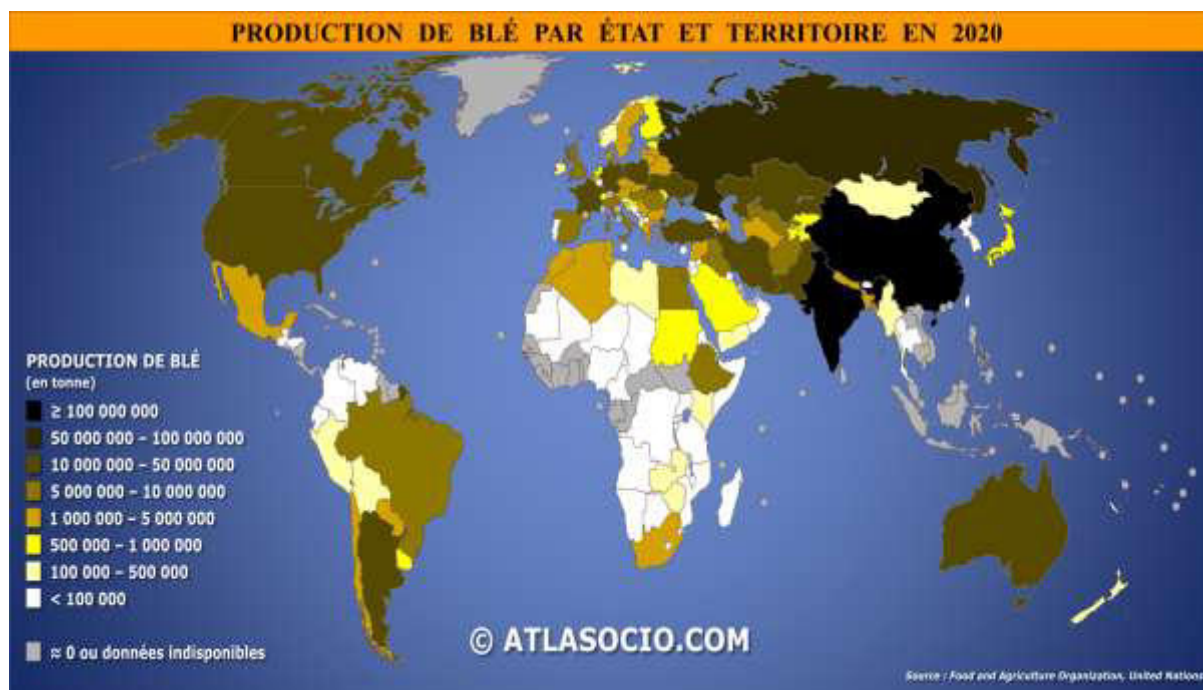 PRODUCTION DE BLÉ PAR ÉTAT ET TERRITOIRE EN 2020
PRODUCTION DE BLÉ
(en tonne)
≥ 100 000 000
50 000 000 – 100 000 000
10 000 000 – 50 000 000
5 000 000 – 10 000 000
1 000 000 – 5 000 000
500 000 – 1 000 000
100 000 – 500 000
< 100 000
≈ 0 ou données indisponibles
© ATLASOCIO.COM
Source : Food and Agriculture Organization, United Nations